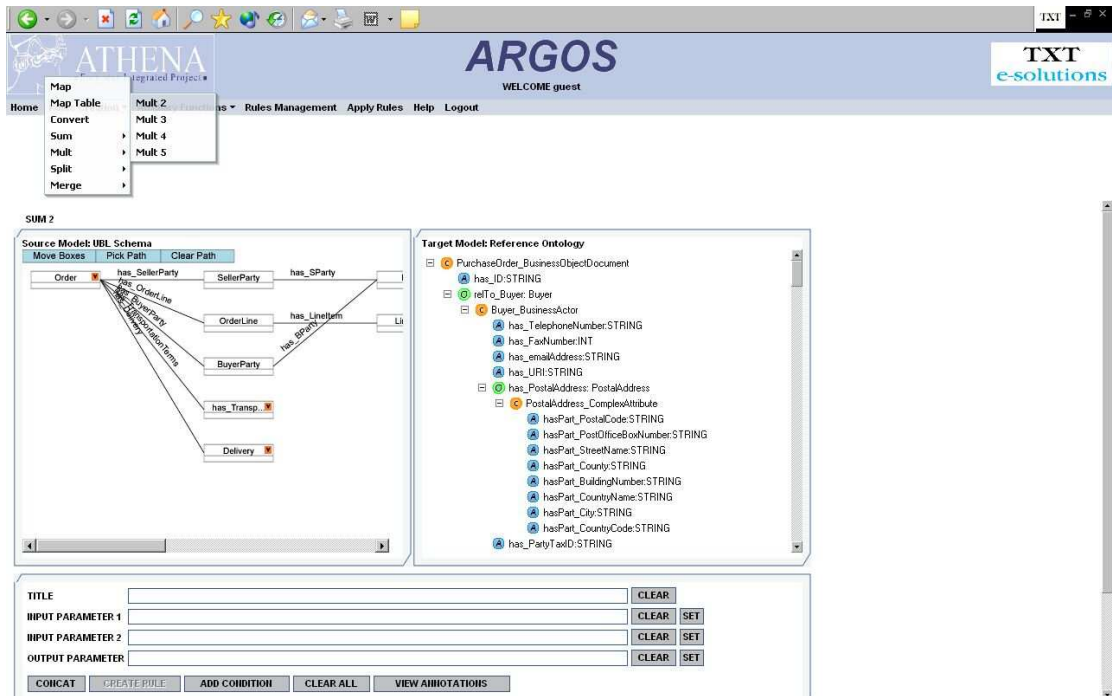 TXT
ATHENA
Integrated Project
ARGOS
WELCOME guest
TXT
e-solutions
Home
Rules Management
Apply Rules
Help
Logout
Map
Map Table
Convert
Sum
Mult
Split
Merge
Mult 2
Mult 3
Mult 4
Mult 5
SUM 2
Source Model: UBL Schema
Move Boxes
Pick Path
Clear Path
Order
has_SellerParty
SellerParty
has_SParty
has_OrderLine
OrderLine
has_LineItem
has_BuyerParty
BuyerParty
has_BParty
has_TransportationTerms
has_Transp...
has_Delivery
Delivery
Target Model: Reference Ontology
PurchaseOrder_BusinessObjectDocument
has_ID:STRING
relTo_Buyer: Buyer
Buyer_BusinessActor
has_TelephoneNumber:STRING
has_FaxNumber:INT
has_emailAddress:STRING
has_URI:STRING
has_PostalAddress: PostalAddress
PostalAddress_ComplexAttribute
hasPart_PostalCode:STRING
hasPart_PostOfficeBoxNumber:STRING
hasPart_StreetName:STRING
hasPart_County:STRING
hasPart_BuildingNumber:STRING
hasPart_CountryName:STRING
hasPart_City:STRING
hasPart_CountryCode:STRING
has_PartyTaxID:STRING
TITLE CLEAR
INPUT PARAMETER 1 CLEAR SET
INPUT PARAMETER 2 CLEAR SET
OUTPUT PARAMETER CLEAR SET
CONCAT CREATE RULE ADD CONDITION CLEAR ALL VIEW ANNOTATIONS